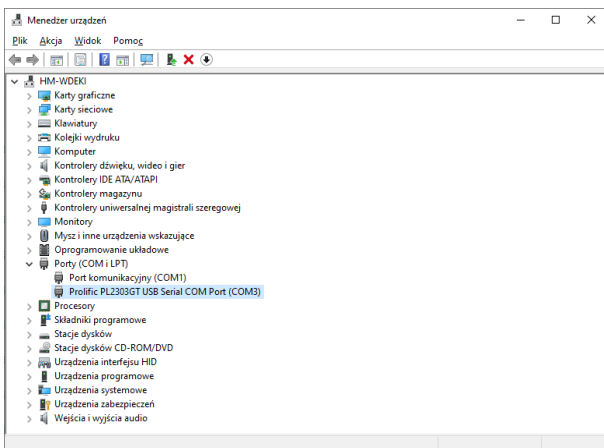 Menedżer urządzeń
Plik Akcja Widok Pomoc
HM-WDEKI
Karty graficzne
Karty sieciowe
Klawiatury
Kolejki wydruku
Komputer
Kontrolery dźwięku, wideo i gier
Kontrolery IDE ATA/ATAPI
Kontrolery magazynu
Kontrolery uniwersalnej magistrali szeregowej
Monitory
Mysz i inne urządzenia wskazujące
Oprogramowanie układowe
Porty (COM i LPT)
Port komunikacyjny (COM1)
Prolific PL2303GT USB Serial COM Port (COM3)
Procesory
Składniki programowe
Stacje dysków
Stacje dysków CD-ROM/DVD
Urządzenia interfejsu HID
Urządzenia programowe
Urządzenia systemowe
Urządzenia zabezpieczeń
Wejścia i wyjścia audio